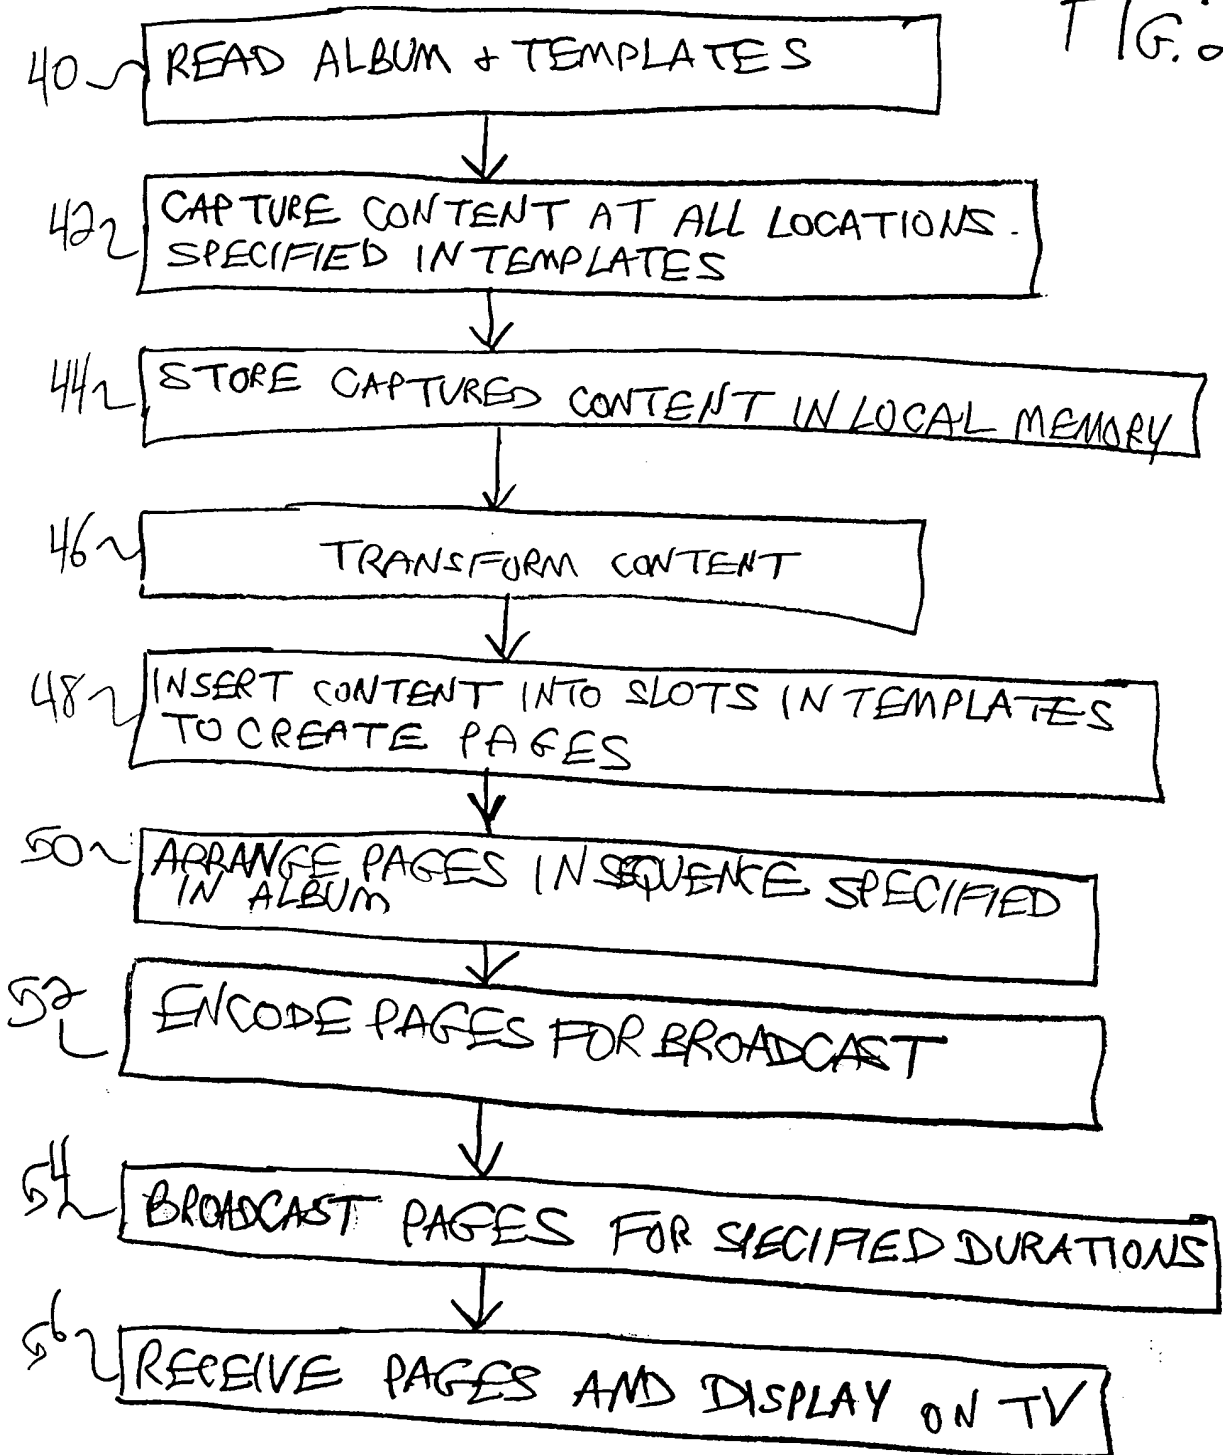 FIG.
40 READ ALBUM & TEMPLATES
42 CAPTURE CONTENT AT ALL LOCATIONS
SPECIFIED IN TEMPLATES
44 STORE CAPTURED CONTENT IN LOCAL MEMORY
46 TRANSFORM CONTENT
48 INSERT CONTENT INTO SLOTS IN TEMPLATES
TO CREATE PAGES
50 ARRANGE PAGES IN SEQUENCE SPECIFIED
IN ALBUM
52 ENCODE PAGES FOR BROADCAST
54 BROADCAST PAGES FOR SPECIFIED DURATIONS
56 RECEIVE PAGES AND DISPLAY ON TV